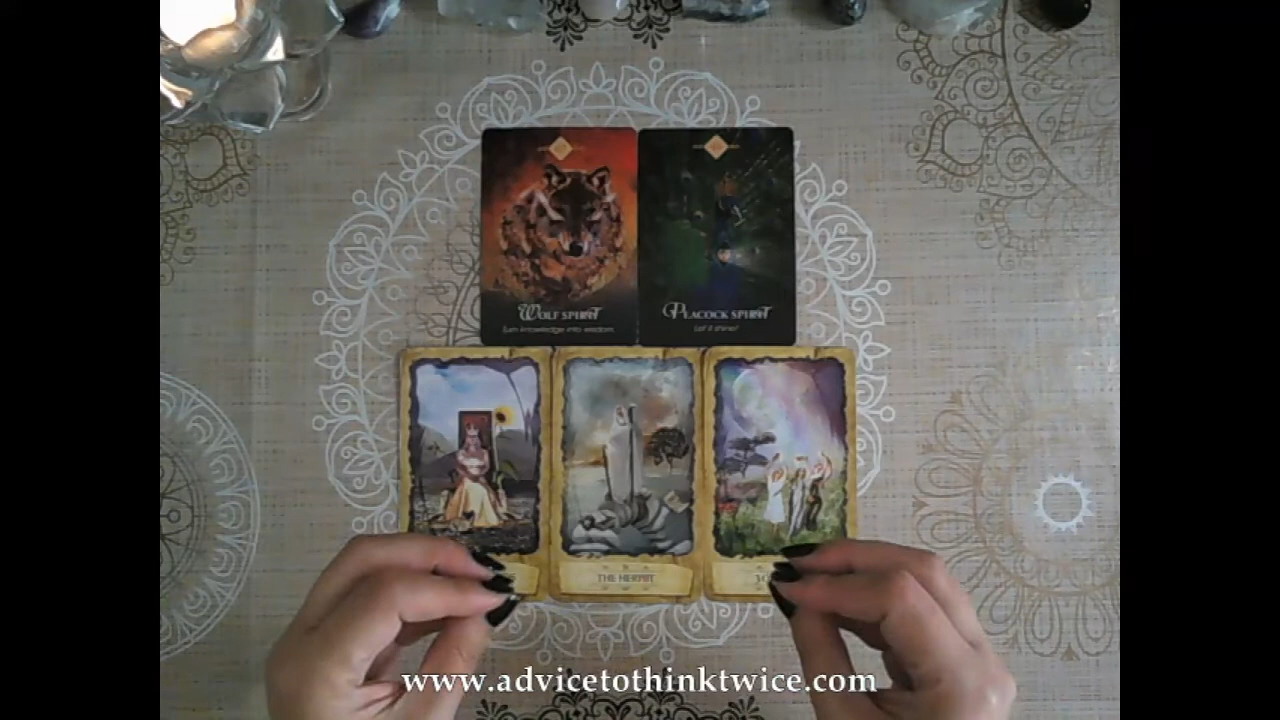 WOLF SPIRIT
Turn knowledge into wisdom.
PEACOCK SPIRIT
Let it shine!
THE HERMIT
www.advicetothinktwice.com